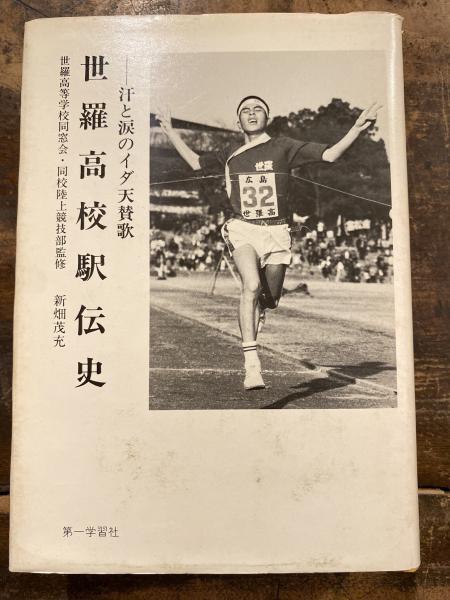 世羅高校駅伝史
——汗と涙のイダ天賛歌
世羅高等学校同窓会・同校陸上競技部監修　新畑茂充
世羅
広島
32
世羅高
第一学習社